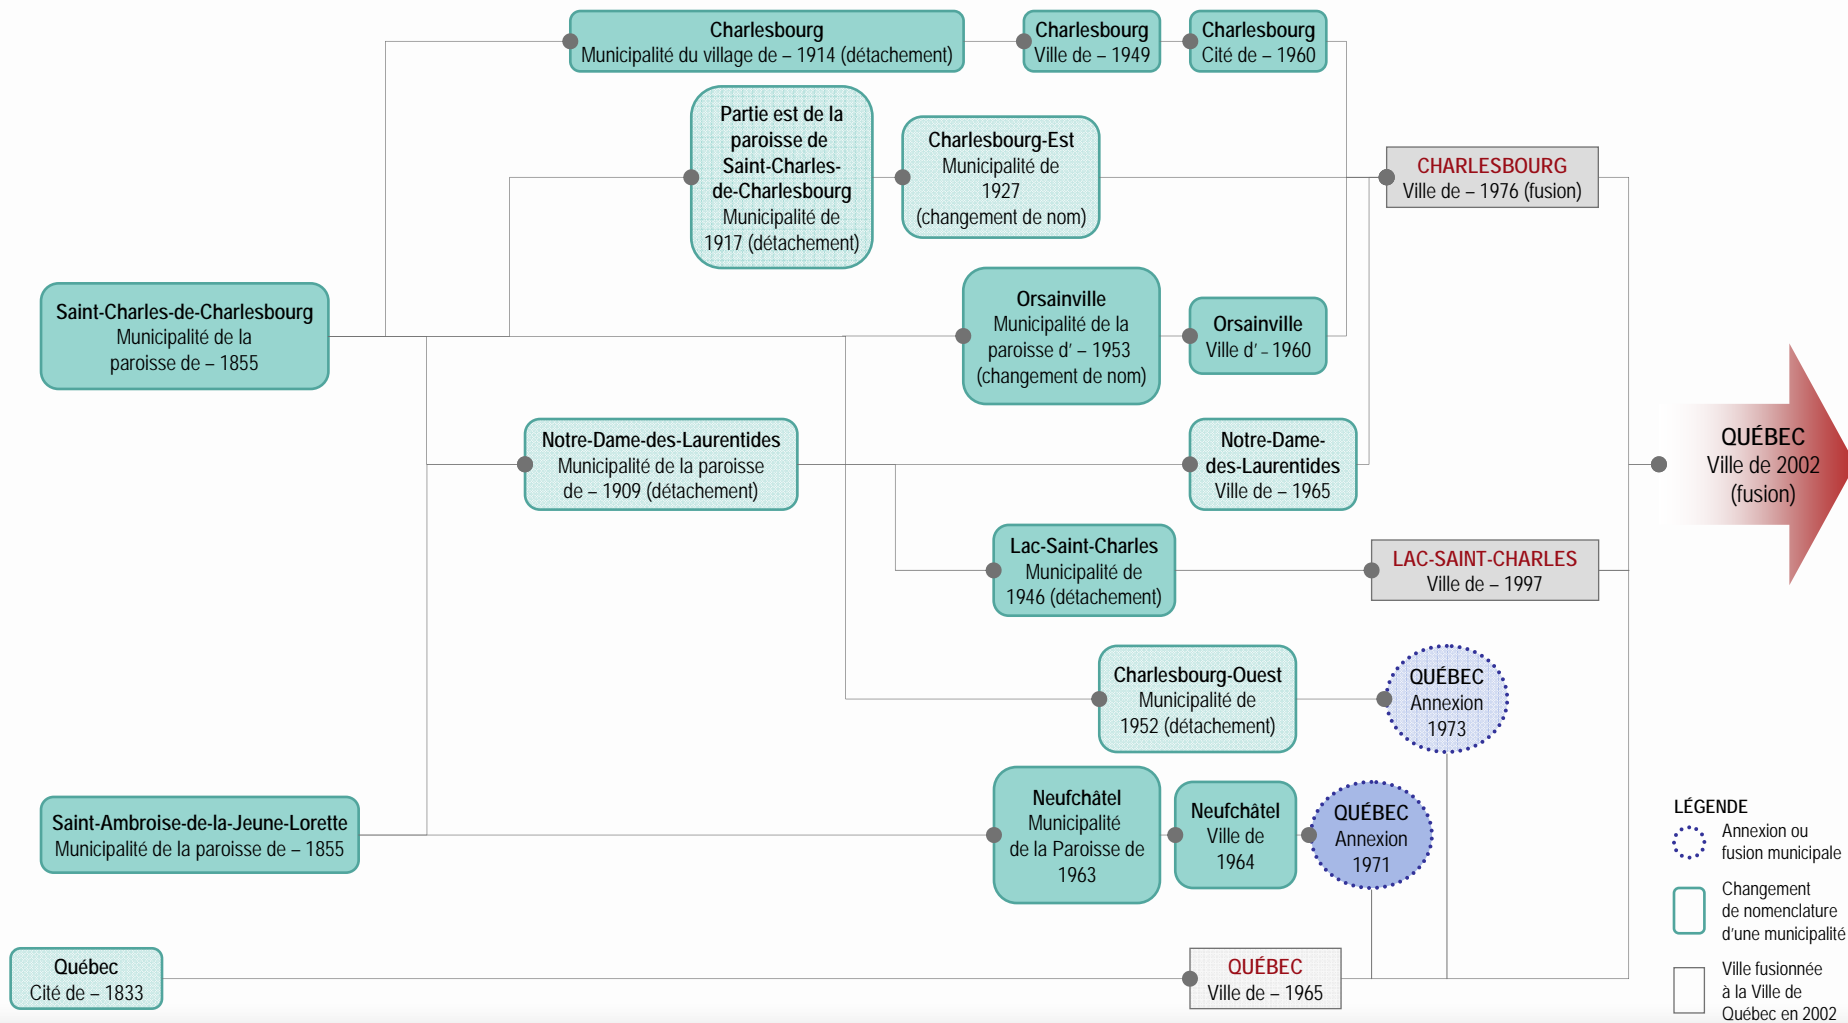 Charlesbourg
Municipalité du village de – 1914 (détachement)
Charlesbourg
Ville de – 1949
Charlesbourg
Cité de – 1960
Partie est de la
paroisse de
Saint-Charles-
de-Charlesbourg
Municipalité de
1917 (détachement)
Charlesbourg-Est
Municipalité de
1927
(changement de nom)
CHARLESBOURG
Ville de – 1976 (fusion)
Saint-Charles-de-Charlesbourg
Municipalité de la
paroisse de – 1855
Orsainville
Municipalité de la
paroisse d' – 1953
(changement de nom)
Orsainville
Ville d' - 1960
Notre-Dame-des-Laurentides
Municipalité de la paroisse
de – 1909 (détachement)
Notre-Dame-
des-Laurentides
Ville de – 1965
QUÉBEC
Ville de 2002
(fusion)
Lac-Saint-Charles
Municipalité de
1946 (détachement)
LAC-SAINT-CHARLES
Ville de – 1997
Charlesbourg-Ouest
Municipalité de
1952 (détachement)
QUÉBEC
Annexion
1973
Saint-Ambroise-de-la-Jeune-Lorette
Municipalité de la paroisse de – 1855
Neufchâtel
Municipalité
de la Paroisse de
1963
Neufchâtel
Ville de
1964
QUÉBEC
Annexion
1971
Québec
Cité de – 1833
QUÉBEC
Ville de – 1965
LÉGENDE
Annexion ou
fusion municipale
Changement
de nomenclature
d'une municipalité
Ville fusionnée
à la Ville de
Québec en 2002